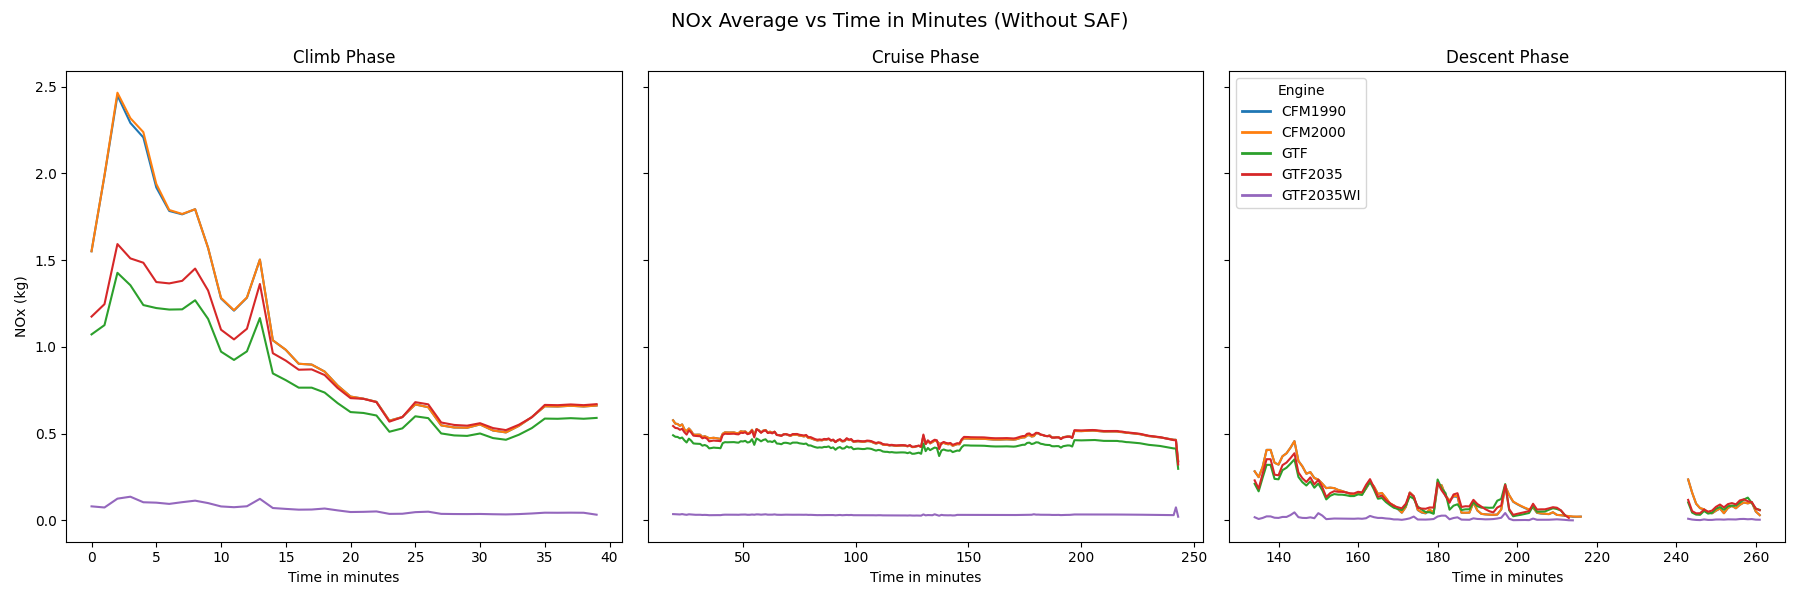 NOx Average vs Time in Minutes (Without SAF)
Climb Phase
Cruise Phase
Descent Phase
NOx (kg)
2.5
2.0
1.5
1.0
0.5
0.0
Engine
CFM1990
CFM2000
GTF
GTF2035
GTF2035WI
0 5 10 15 20 25 30 35 40
50 100 150 200 250
140 160 180 200 220 240 260
Time in minutes
Time in minutes
Time in minutes